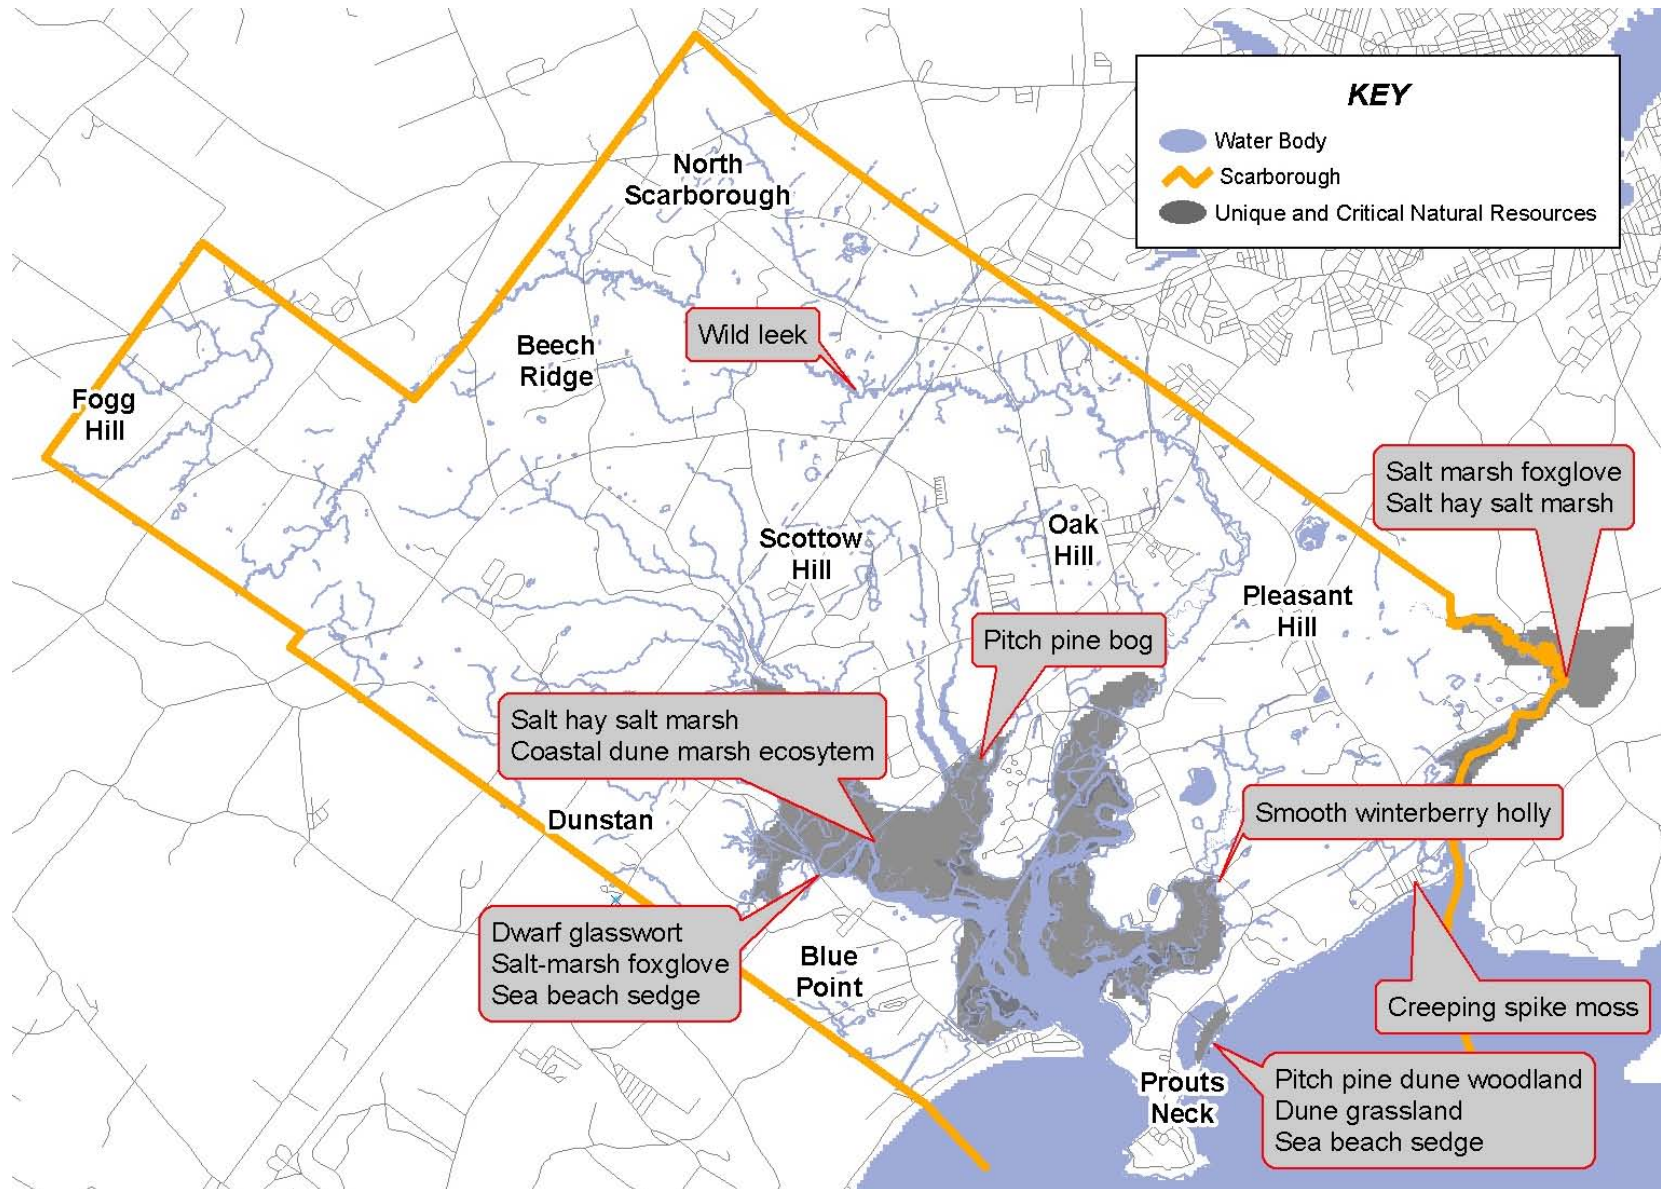 KEY
Water Body
Scarborough
Unique and Critical Natural Resources
North
Scarborough
Wild leek
Beech
Ridge
Fogg
Hill
Salt marsh foxglove
Salt hay salt marsh
Scottow
Hill
Oak
Hill
Pleasant
Hill
Pitch pine bog
Salt hay salt marsh
Coastal dune marsh ecosytem
Dunstan
Smooth winterberry holly
Dwarf glasswort
Salt-marsh foxglove
Sea beach sedge
Blue
Point
Creeping spike moss
Prouts
Neck
Pitch pine dune woodland
Dune grassland
Sea beach sedge